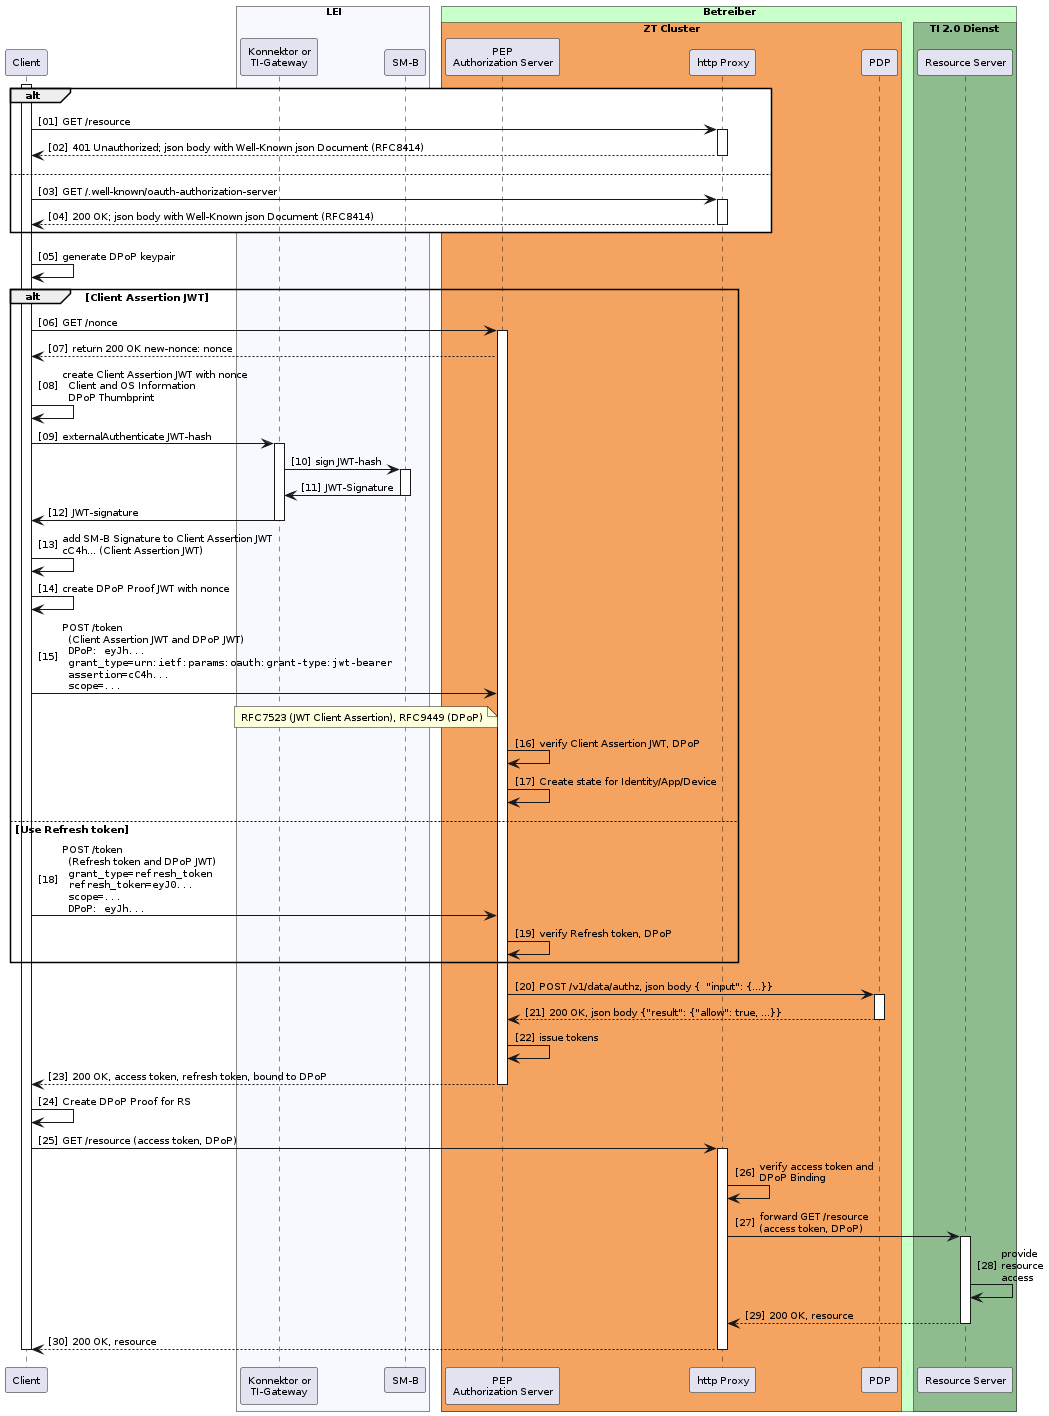 LEI
Betreiber
ZT Cluster
TI 2.0 Dienst
Client
Konnektor or
TI-Gateway
SM-B
PEP
Authorization Server
http Proxy
PDP
Resource Server
alt
[01] GET /resource
[02] 401 Unauthorized; json body with Well-Known json Document (RFC8414)
[03] GET /.well-known/oauth-authorization-server
[04] 200 OK; json body with Well-Known json Document (RFC8414)
[05] generate DPoP keypair
alt [Client Assertion JWT]
[06] GET /nonce
[07] return 200 OK new-nonce: nonce
create Client Assertion JWT with nonce
[08] Client and OS Information
DPoP Thumbprint
[09] externalAuthenticate JWT-hash
[10] sign JWT-hash
[11] JWT-Signature
[12] JWT-signature
[13] add SM-B Signature to Client Assertion JWT
cC4h... (Client Assertion JWT)
[14] create DPoP Proof JWT with nonce
POST /token
(Client Assertion JWT and DPoP JWT)
DPoP: eyJh...
[15] grant_type=urn:ietf:params:oauth:grant-type:jwt-bearer
assertion=cC4h...
scope=...
RFC7523 (JWT Client Assertion), RFC9449 (DPoP)
[16] verify Client Assertion JWT, DPoP
[17] Create state for Identity/App/Device
[Use Refresh token]
POST /token
(Refresh token and DPoP JWT)
grant_type=refresh_token
[18] refresh_token=eyJ0...
scope=...
DPoP: eyJh...
[19] verify Refresh token, DPoP
[20] POST /v1/data/authz, json body { "input": {...}}
[21] 200 OK, json body {"result": {"allow": true, ...}}
[22] issue tokens
[23] 200 OK, access token, refresh token, bound to DPoP
[24] Create DPoP Proof for RS
[25] GET /resource (access token, DPoP)
[26] verify access token and
DPoP Binding
[27] forward GET /resource
(access token, DPoP)
provide
[28] resource
access
[29] 200 OK, resource
[30] 200 OK, resource
Client
Konnektor or
TI-Gateway
SM-B
PEP
Authorization Server
http Proxy
PDP
Resource Server